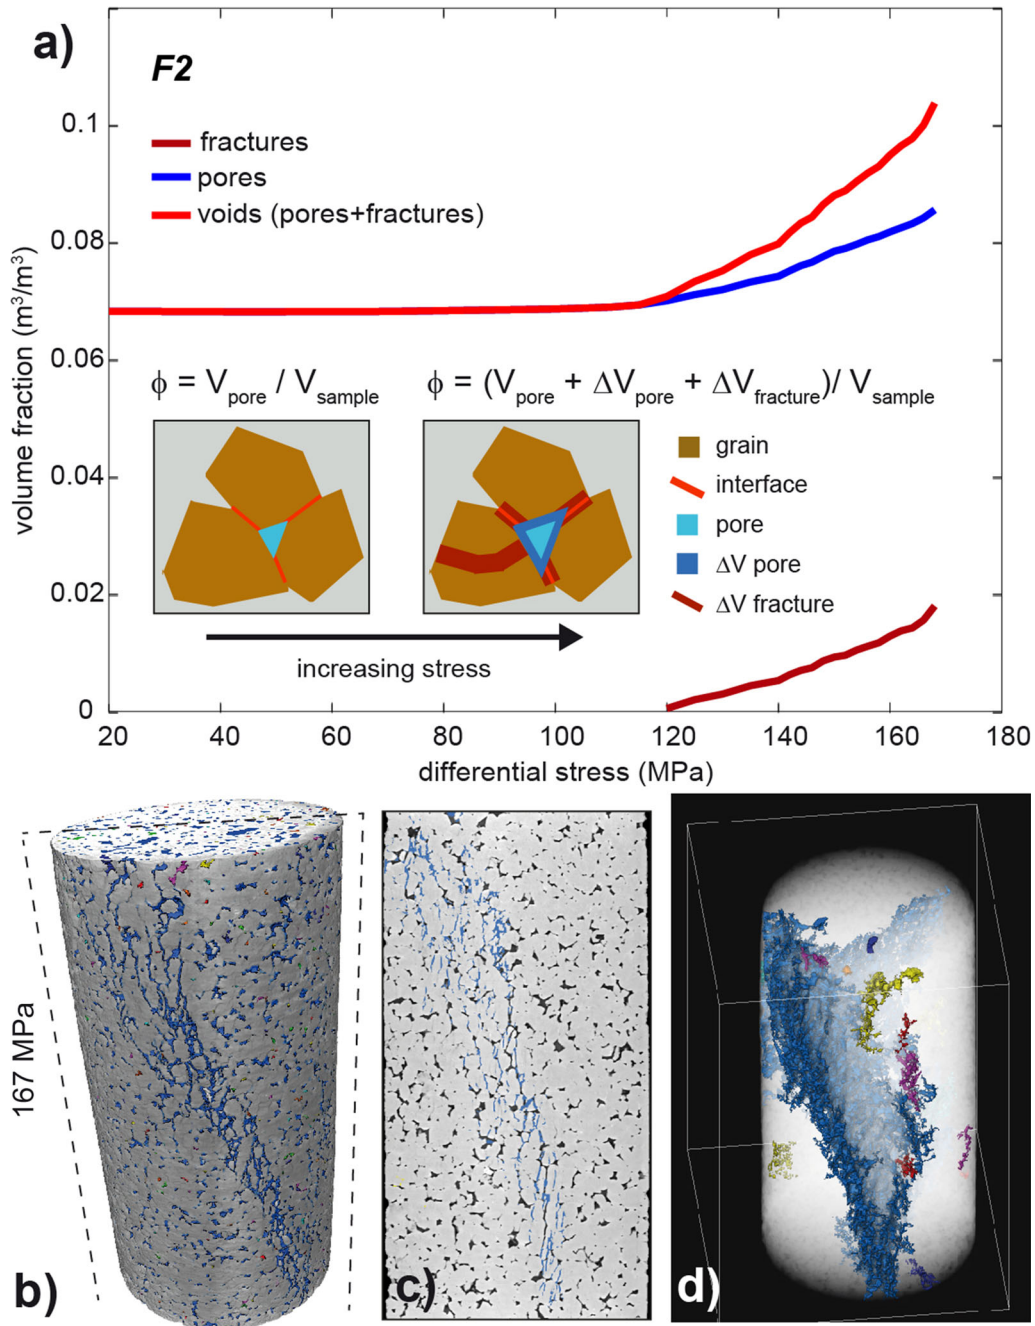 a)
F2
fractures
pores
voids (pores+fractures)
0.1
0.08
0.06
0.04
0.02
0
volume fraction (m³/m³)
ϕ = V_pore / V_sample
ϕ = (V_pore + ΔV_pore + ΔV_fracture)/ V_sample
grain
interface
pore
ΔV pore
ΔV fracture
increasing stress
20 40 60 80 100 120 140 160 180
differential stress (MPa)
167 MPa
b)
c)
d)